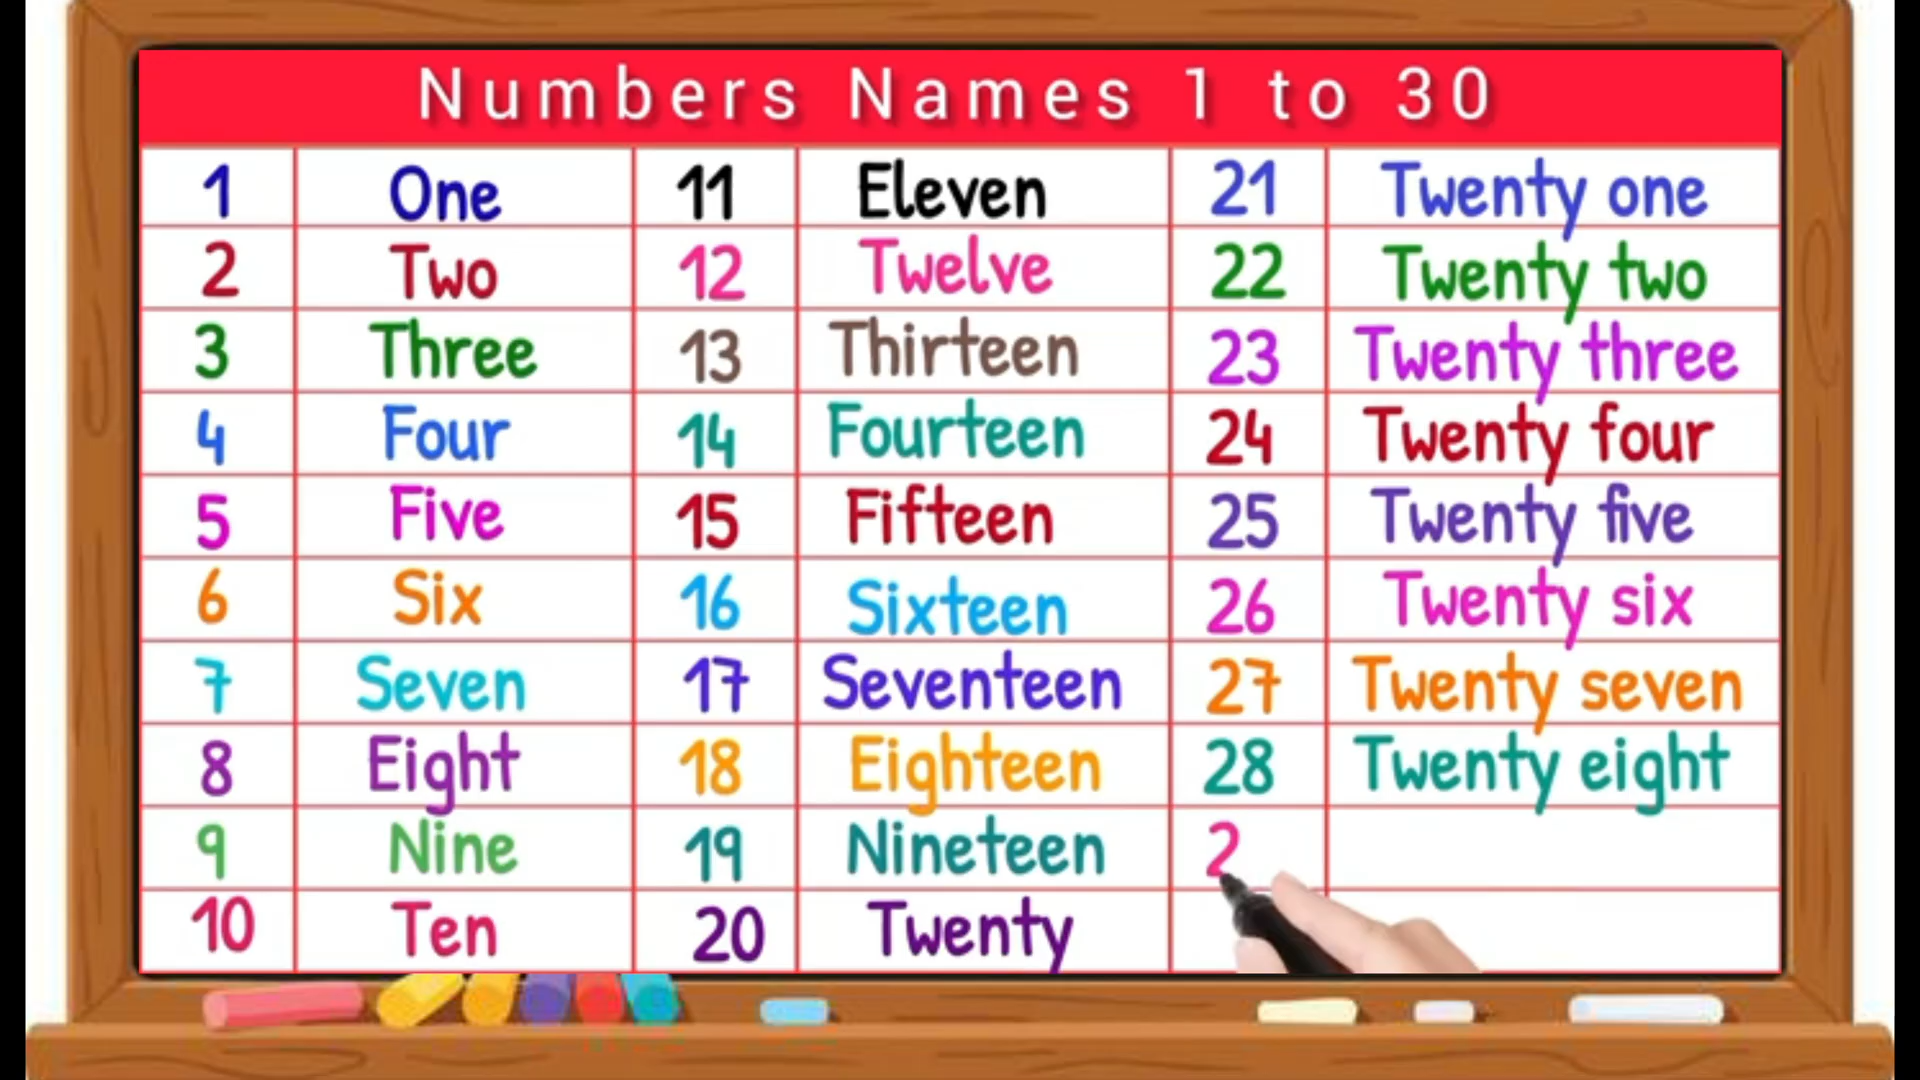 Numbers Names 1 to 30
1 One 11 Eleven 21 Twenty one
2 Two 12 Twelve 22 Twenty two
3 Three 13 Thirteen 23 Twenty three
4 Four 14 Fourteen 24 Twenty four
5 Five 15 Fifteen 25 Twenty five
6 Six 16 Sixteen 26 Twenty six
7 Seven 17 Seventeen 27 Twenty seven
8 Eight 18 Eighteen 28 Twenty eight
9 Nine 19 Nineteen 2
10 Ten 20 Twenty